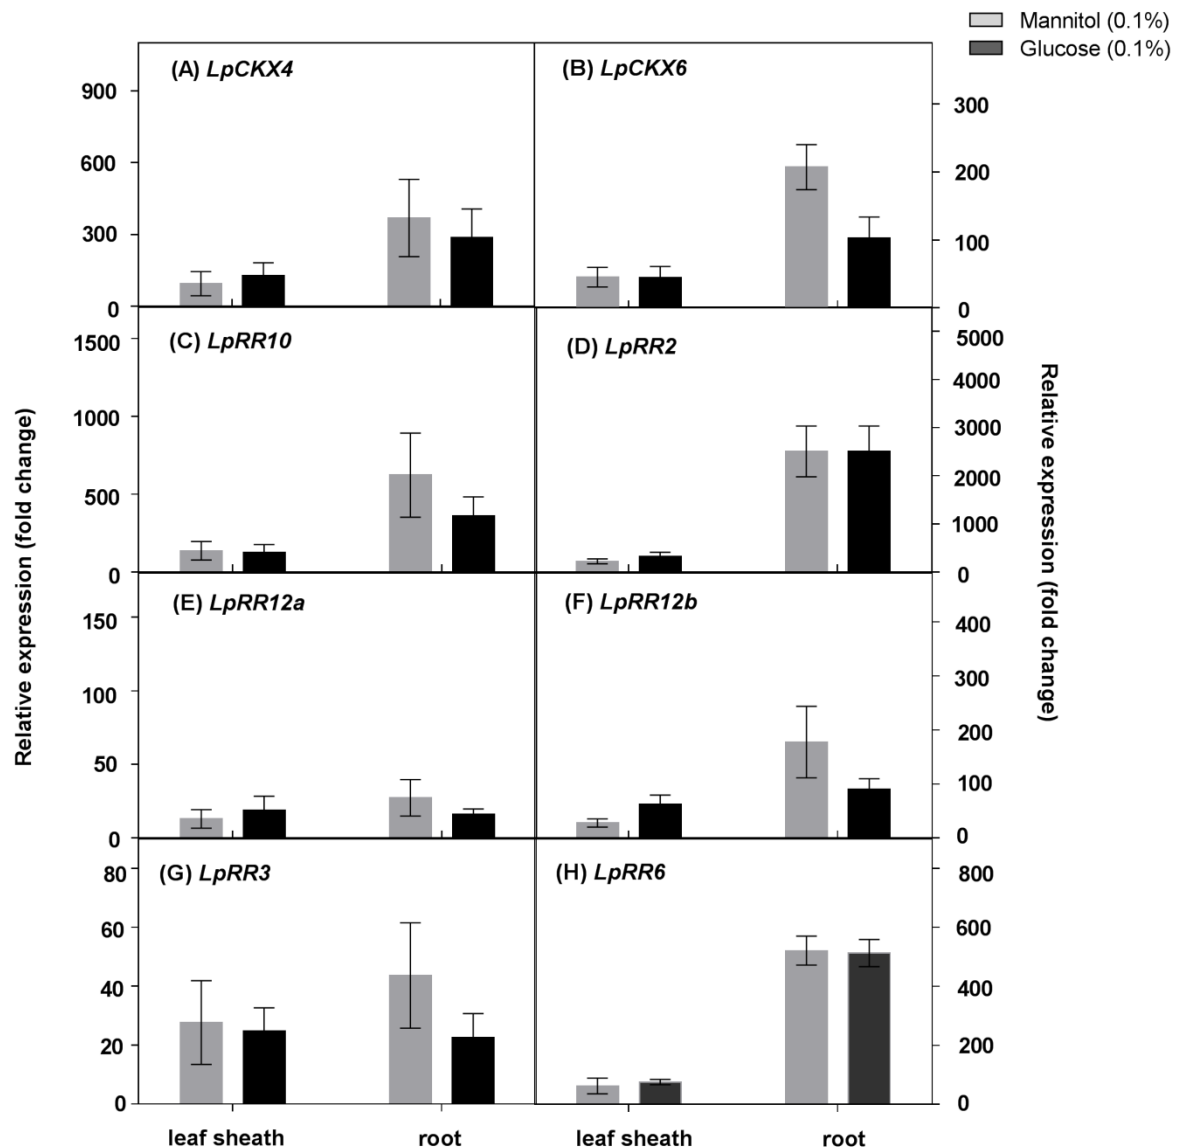 Mannitol (0.1%)
Glucose (0.1%)
(A) LpCKX4
900
600
300
0
(B) LpCKX6
300
200
100
0
(C) LpRR10
1500
1000
500
0
(D) LpRR2
5000
4000
3000
2000
1000
0
(E) LpRR12a
150
100
50
0
(F) LpRR12b
400
300
200
100
0
(G) LpRR3
80
60
40
20
0
(H) LpRR6
800
600
400
200
0
leaf sheath
root
leaf sheath
root
Relative expression (fold change)
Relative expression (fold change)